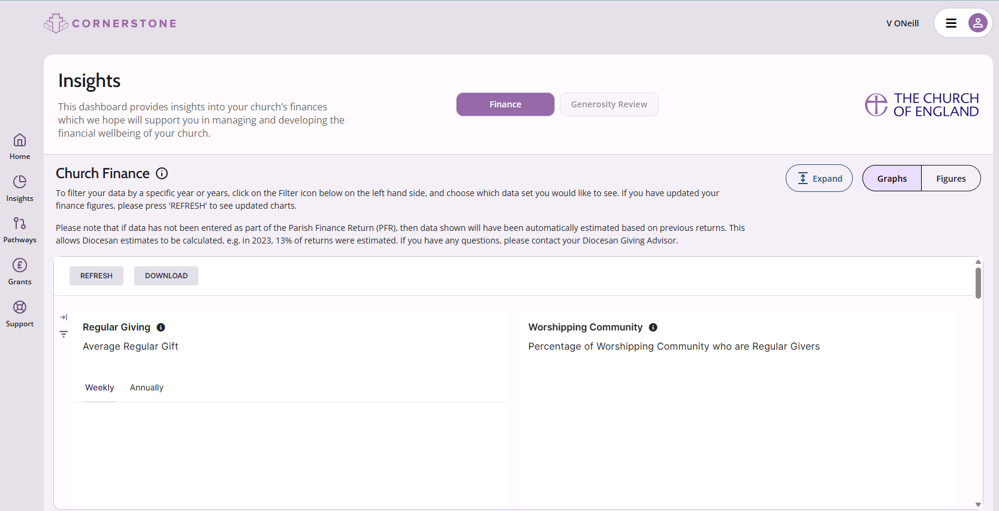 CORNERSTONE
V ONeill
Insights
This dashboard provides insights into your church's finances
which we hope will support you in managing and developing the
financial wellbeing of your church.
Finance
Generosity Review
THE CHURCH
OF ENGLAND
Home
Insights
Pathways
Grants
Support
Church Finance
Expand
Graphs
Figures
To filter your data by a specific year or years, click on the Filter icon below on the left hand side, and choose which data set you would like to see. If you have updated your
finance figures, please press 'REFRESH' to see updated charts.
Please note that if data has not been entered as part of the Parish Finance Return (PFR), then data shown will have been automatically estimated based on previous returns. This
allows Diocesan estimates to be calculated, e.g. in 2023, 13% of returns were estimated. If you have any questions, please contact your Diocesan Giving Advisor.
REFRESH
DOWNLOAD
Regular Giving
Average Regular Gift
Weekly
Annually
Worshipping Community
Percentage of Worshipping Community who are Regular Givers